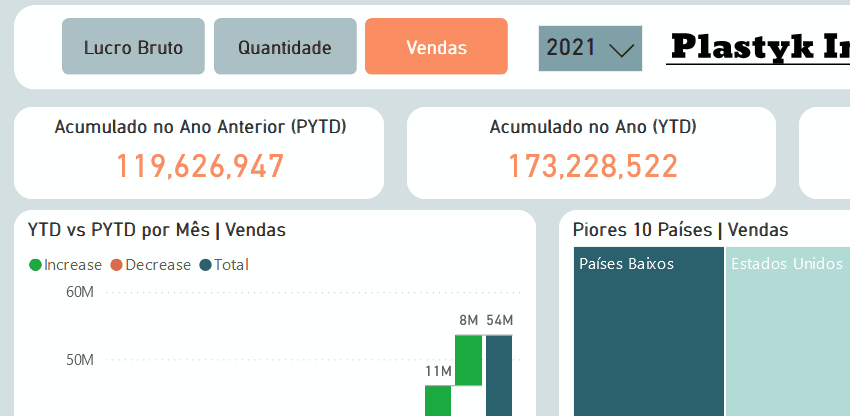 Lucro Bruto
Quantidade
Vendas
2021
Plastyk
Acumulado no Ano Anterior (PYTD)
119,626,947
Acumulado no Ano (YTD)
173,228,522
YTD vs PYTD por Mês | Vendas
Increase Decrease Total
60M
8M 54M
50M
11M
Piores 10 Países | Vendas
Países Baixos
Estados Unidos